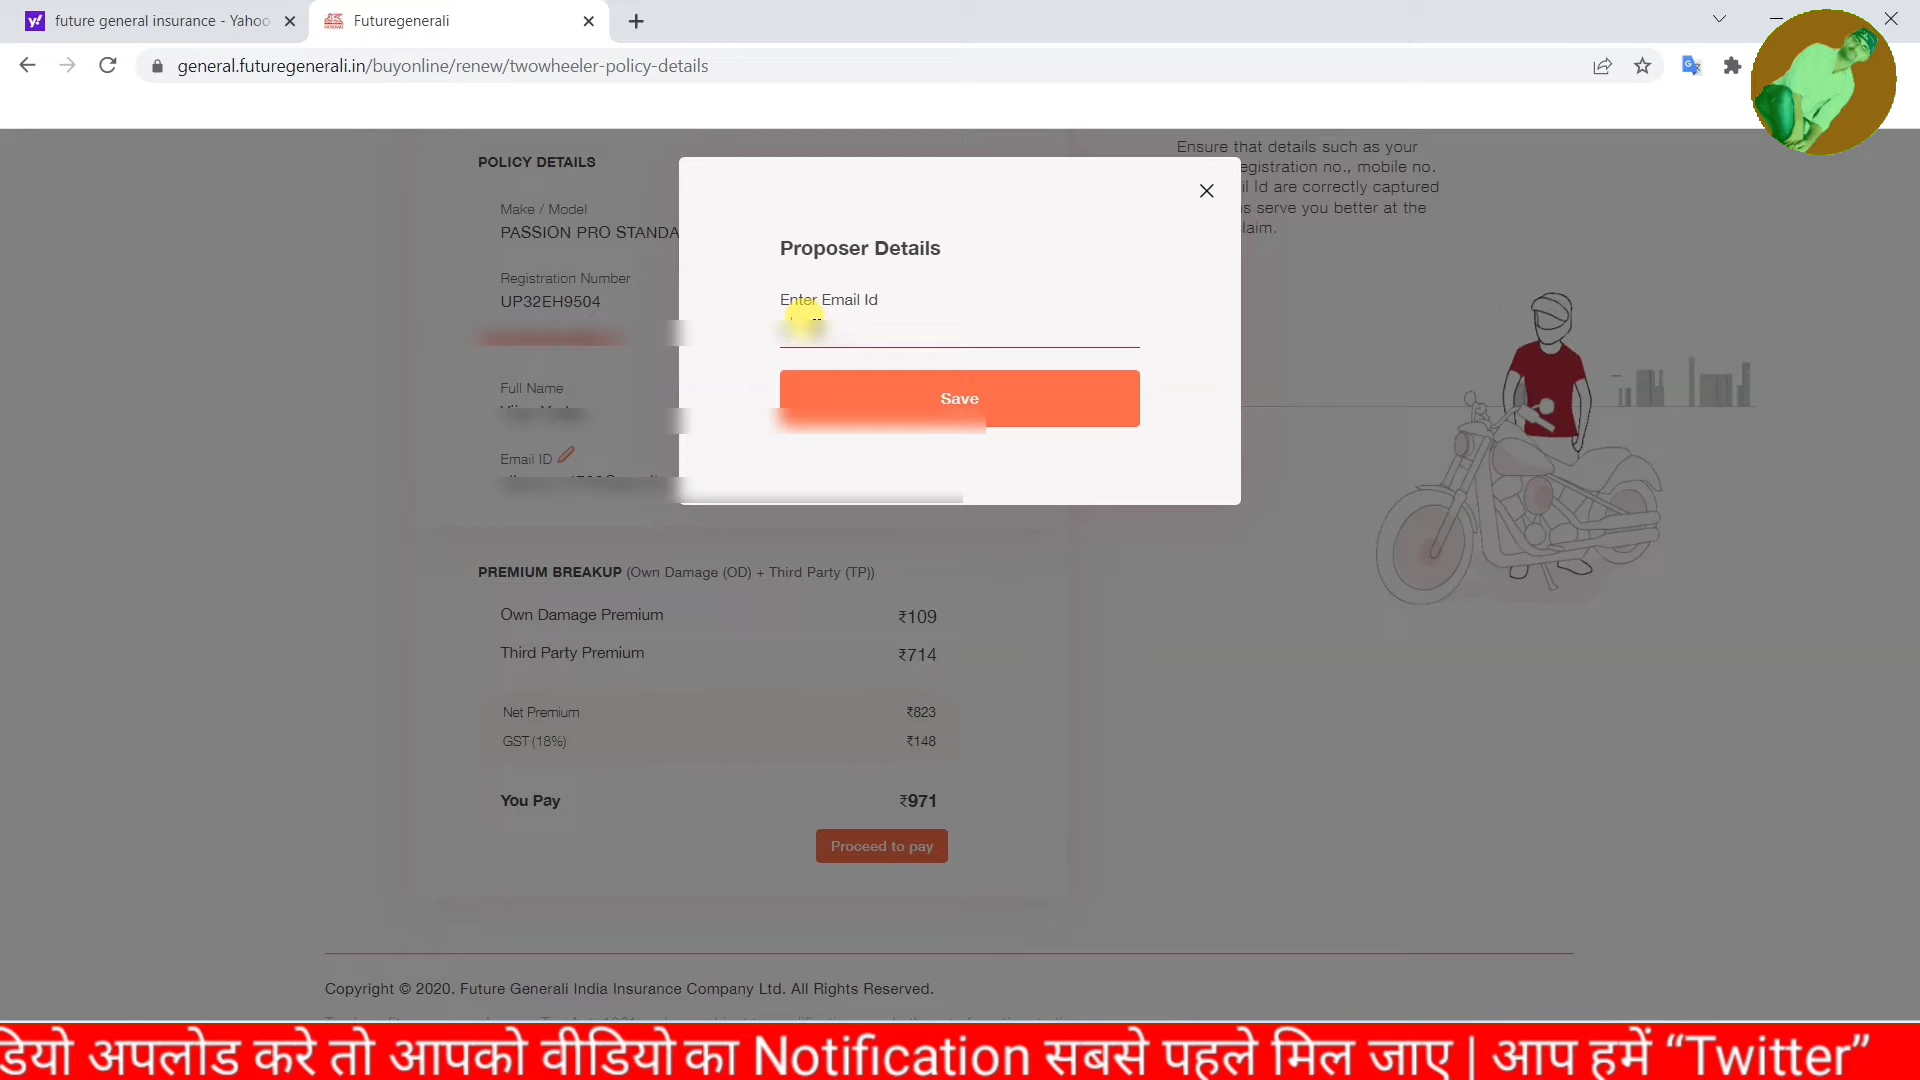 future general insurance - Yahoo
Futuregenerali
general.futuregenerali.in/buyonline/renew/twowheeler-policy-details
POLICY DETAILS
Make / Model
PASSION PRO STANDA
Registration Number
UP32EH9504
Full Name
Email ID
Proposer Details
Enter Email Id
Save
Ensure that details such as your
egistration no., mobile no.
il Id are correctly captured
s serve you better at the
laim.
PREMIUM BREAKUP (Own Damage (OD) + Third Party (TP))
Own Damage Premium ₹109
Third Party Premium ₹714
Net Premium ₹823
GST (18%) ₹148
You Pay ₹971
Proceed to pay
Copyright © 2020. Future Generali India Insurance Company Ltd. All Rights Reserved.
डियो अपलोड करे तो आपको वीडियो का Notification सबसे पहले मिल जाए | आप हमें “Twitter”